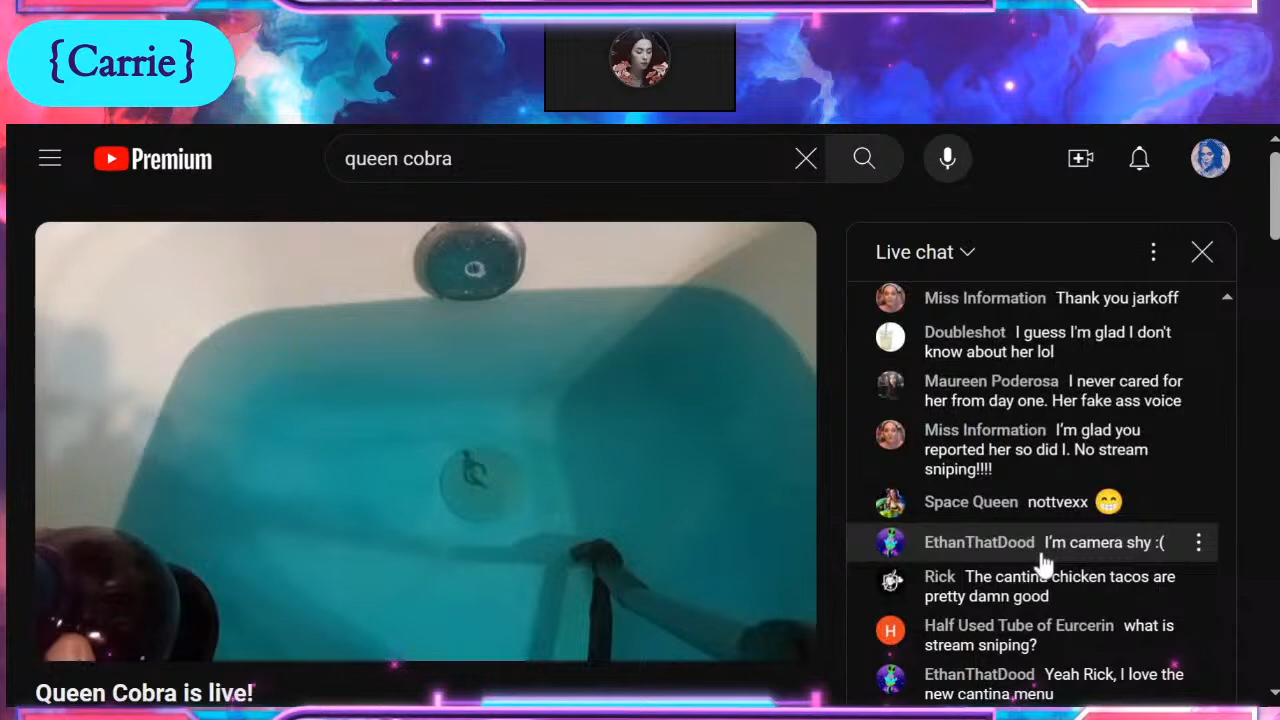 {Carrie}
Premium
queen cobra
Live chat
Miss Information Thank you jarkoff
Doubleshot I guess I'm glad I don't
know about her lol
Maureen Poderosa I never cared for
her from day one. Her fake ass voice
Miss Information I'm glad you
reported her so did I. No stream
sniping!!!!
Space Queen nottvexx 😁
EthanThatDood I'm camera shy :(
Rick The cantina chicken tacos are
pretty damn good
H
Half Used Tube of Eurcerin what is
stream sniping?
EthanThatDood Yeah Rick, I love the
new cantina menu
Queen Cobra is live!